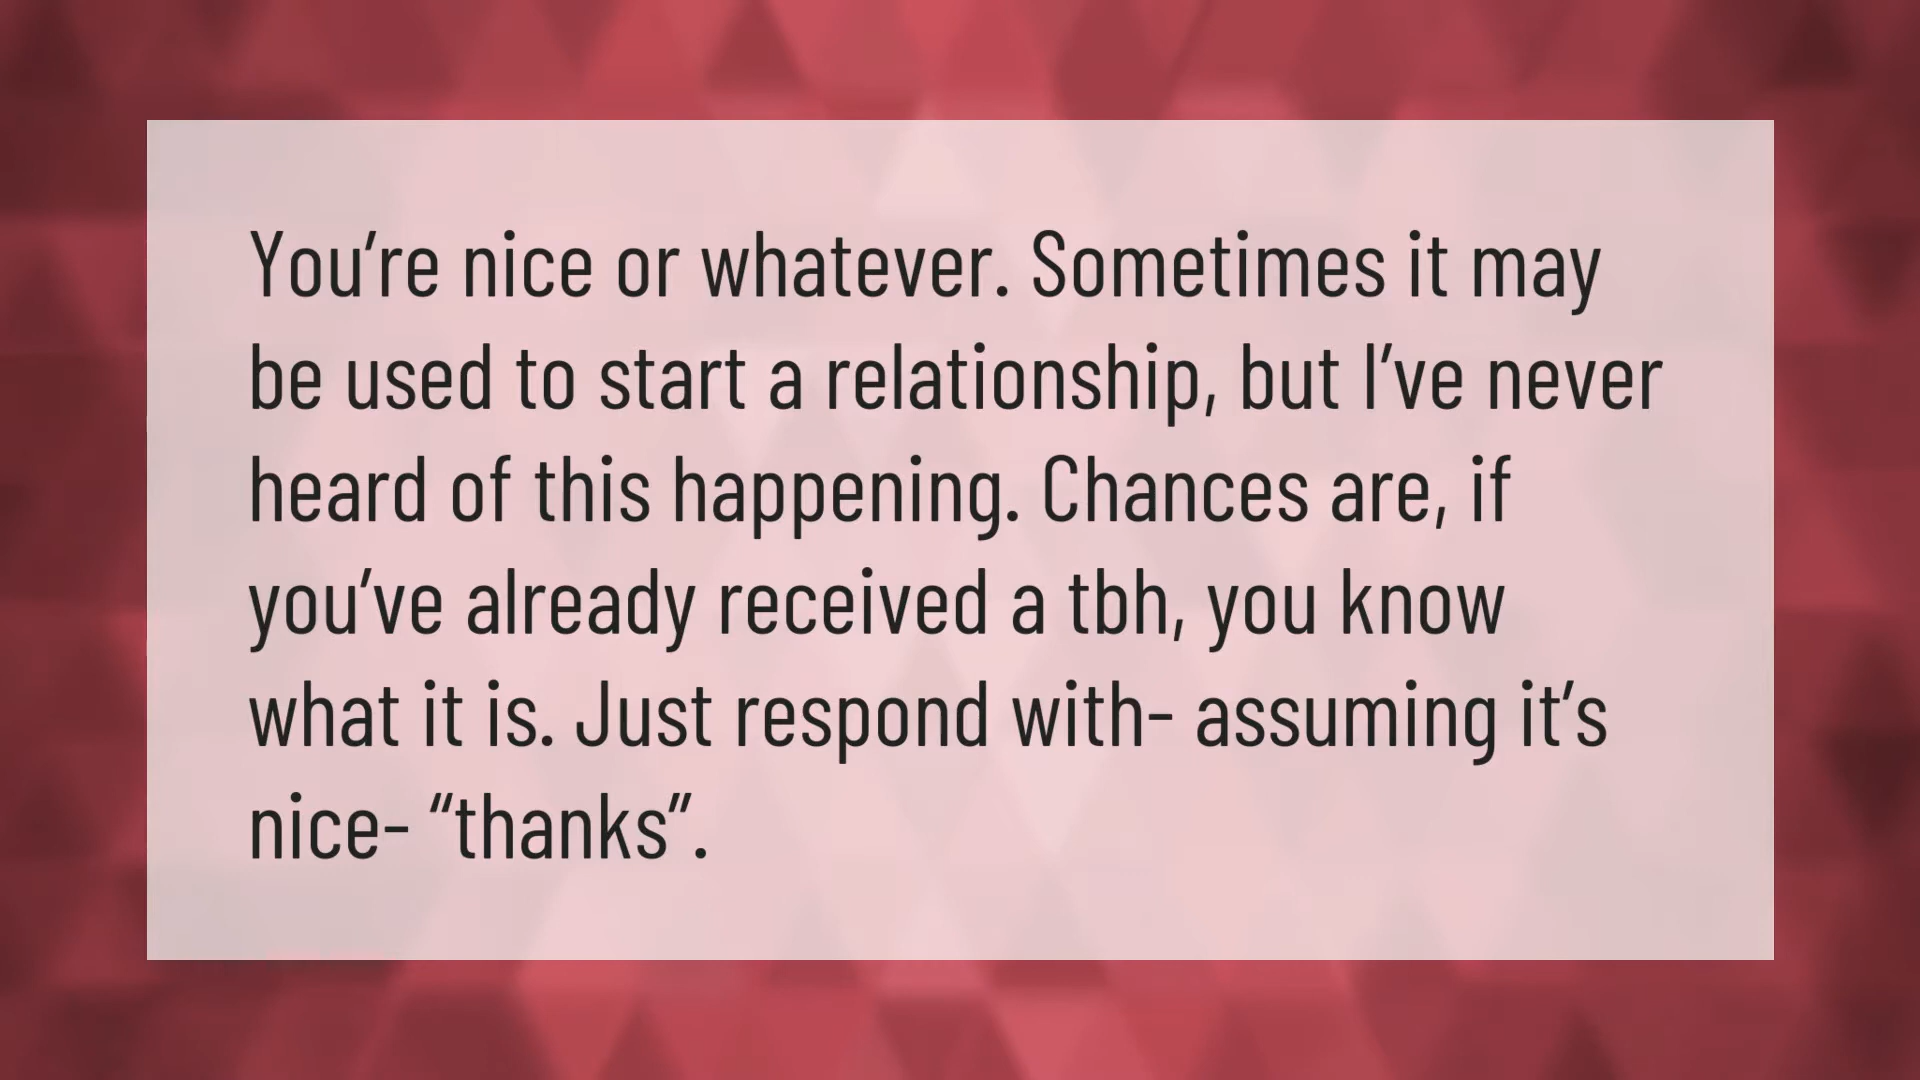 You’re nice or whatever. Sometimes it may
be used to start a relationship, but I’ve never
heard of this happening. Chances are, if
you’ve already received a tbh, you know
what it is. Just respond with- assuming it’s
nice- “thanks”.